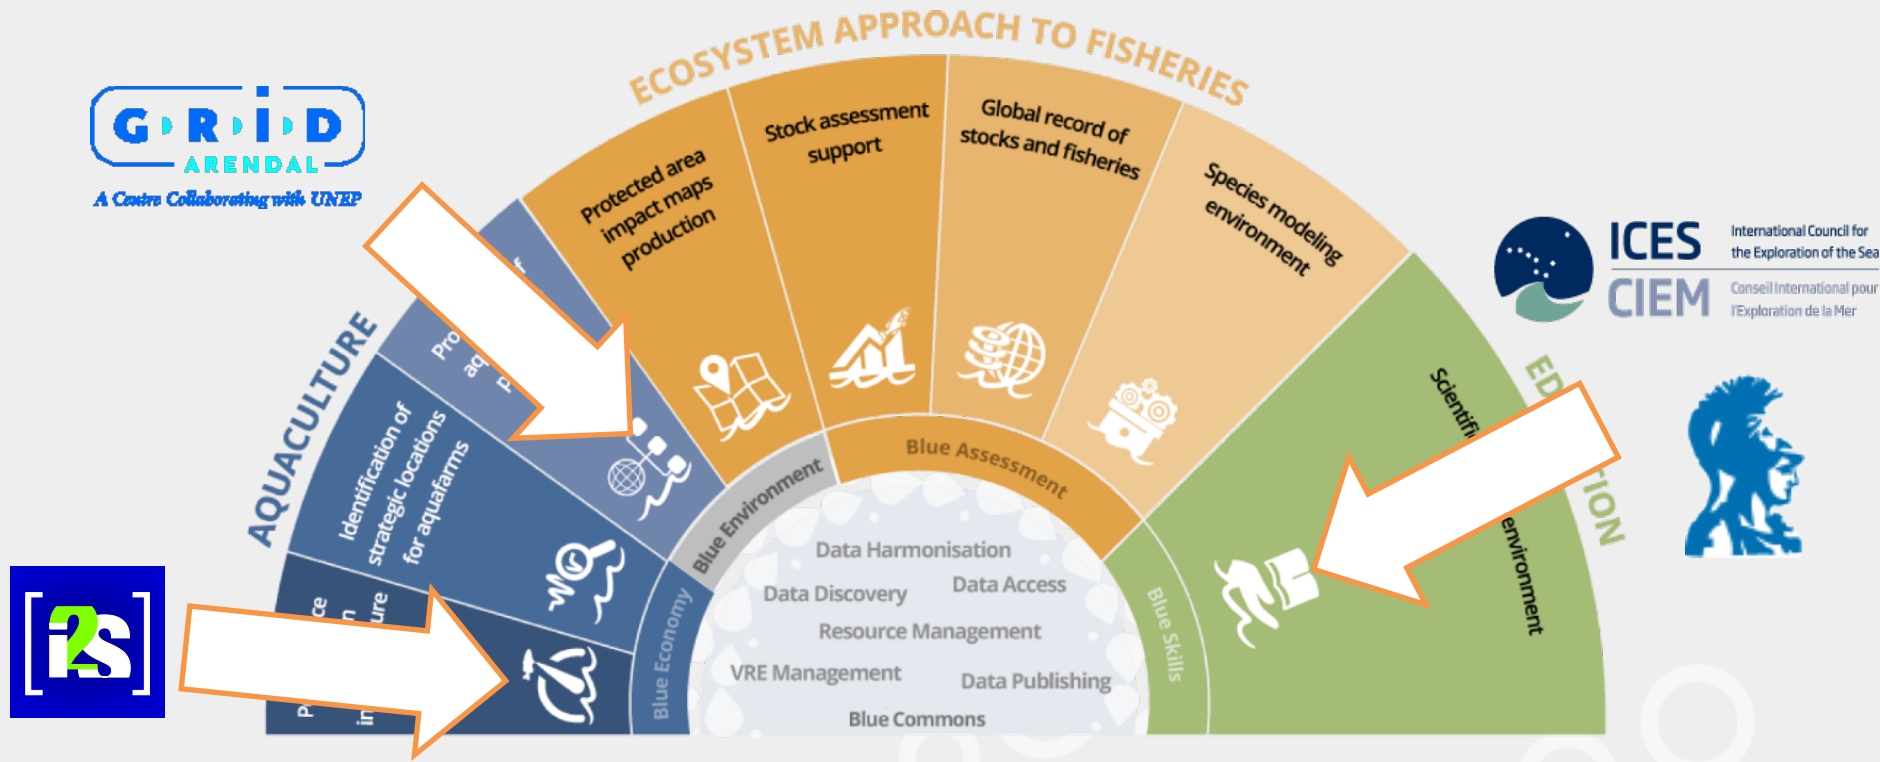 ECOSYSTEM APPROACH TO FISHERIES
GRiD
ARENDAL
A Centre Collaborating with UNEP
Protected area
impact maps
production
Stock assessment
support
Global record of
stocks and fisheries
Species modeling
environment
ICES
CIEM
International Council for
the Exploration of the Sea
Conseil International pour
l'Exploration de la Mer
AQUACULTURE
Identification of
strategic locations
for aquafarms
environment
Blue Environment
Blue Assessment
Blue Economy
Blue Skills
Data Harmonisation
Data Discovery
Data Access
Resource Management
VRE Management
Data Publishing
Blue Commons
[i2S]